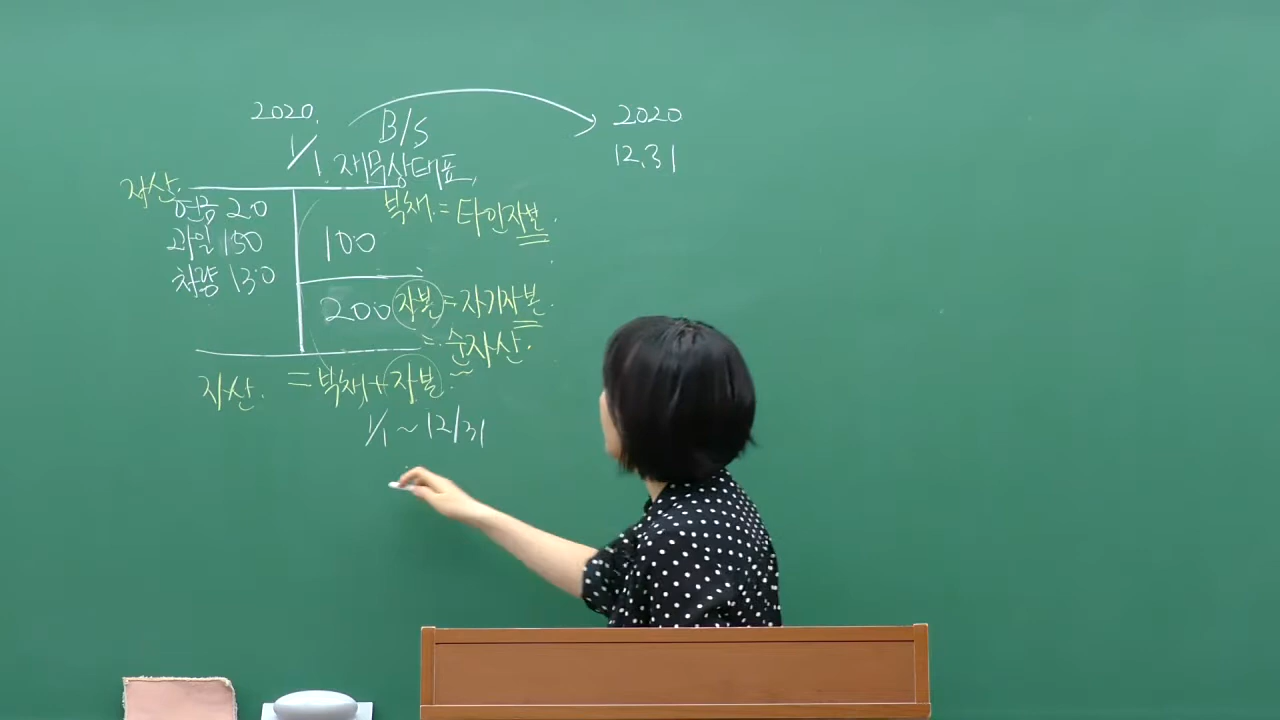 2020.
1/1.
B/S
재무상태표,
2020
12.31
자산.
현금 20
과일 150
차량 130
100
부채. = 타인자본.
200 자본 = 자기자본.
= 순자산.
자산. = 부채 + 자본.
1/1 ~ 12/31